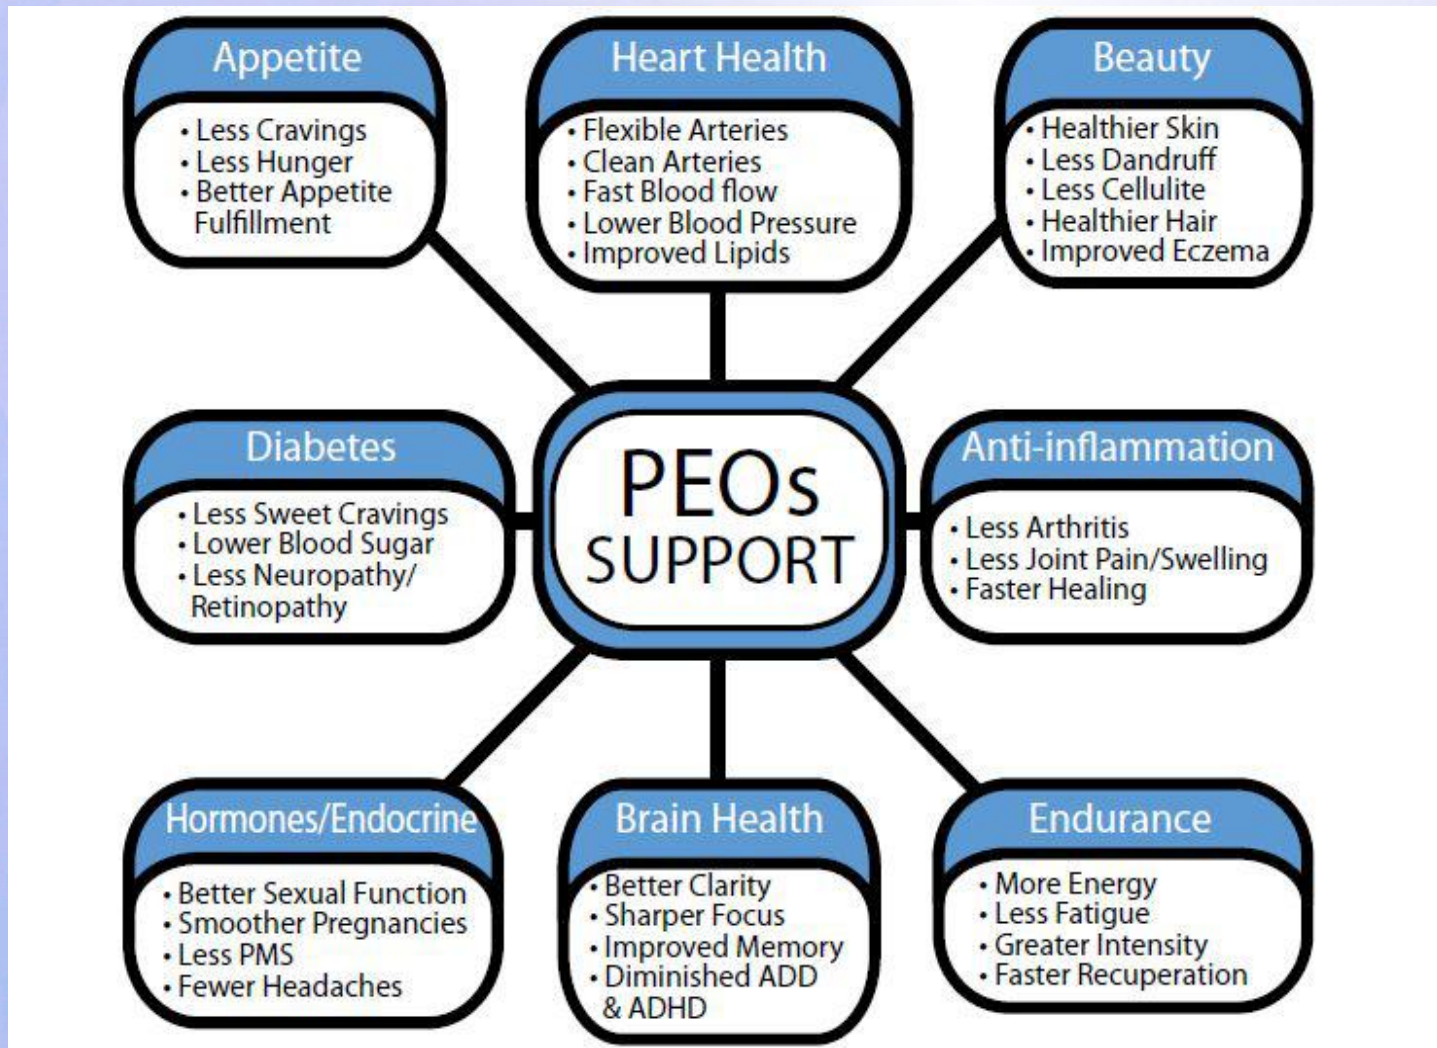 Appetite
• Less Cravings
• Less Hunger
• Better Appetite
Fulfillment
Heart Health
• Flexible Arteries
• Clean Arteries
• Fast Blood flow
• Lower Blood Pressure
• Improved Lipids
Beauty
• Healthier Skin
• Less Dandruff
• Less Cellulite
• Healthier Hair
• Improved Eczema
Diabetes
• Less Sweet Cravings
• Lower Blood Sugar
• Less Neuropathy/
Retinopathy
PEOs
SUPPORT
Anti-inflammation
• Less Arthritis
• Less Joint Pain/Swelling
• Faster Healing
Hormones/Endocrine
• Better Sexual Function
• Smoother Pregnancies
• Less PMS
• Fewer Headaches
Brain Health
• Better Clarity
• Sharper Focus
• Improved Memory
• Diminished ADD
& ADHD
Endurance
• More Energy
• Less Fatigue
• Greater Intensity
• Faster Recuperation